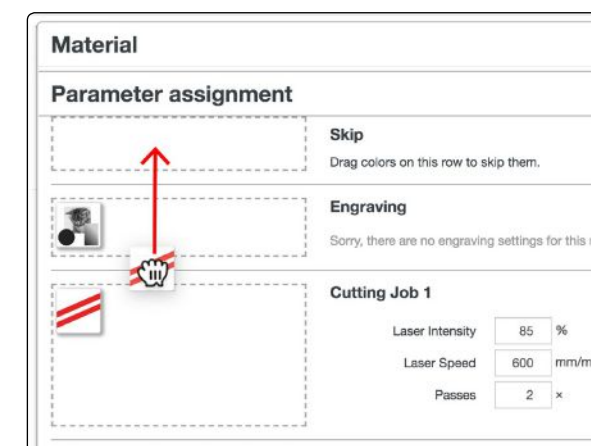 Material
Parameter assignment
Skip
Drag colors on this row to skip them.
Engraving
Sorry, there are no engraving settings for this
Cutting Job 1
Laser Intensity 85 %
Laser Speed 600 mm/m
Passes 2 ×